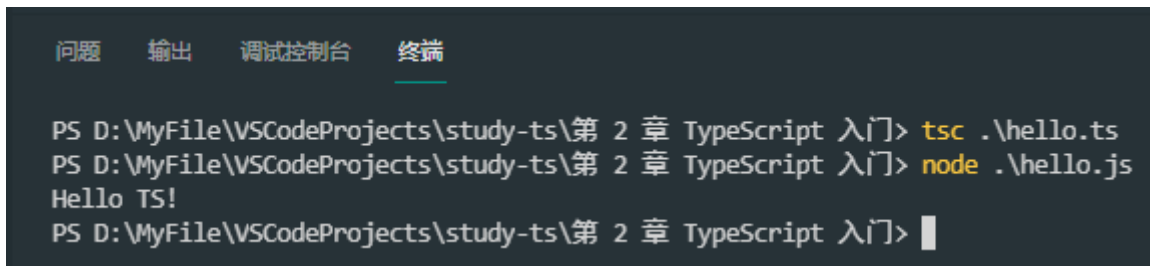 问题 输出 调试控制台 终端
PS D:\MyFile\VSCodeProjects\study-ts\第 2 章 TypeScript 入门> tsc .\hello.ts
PS D:\MyFile\VSCodeProjects\study-ts\第 2 章 TypeScript 入门> node .\hello.js
Hello TS!
PS D:\MyFile\VSCodeProjects\study-ts\第 2 章 TypeScript 入门>